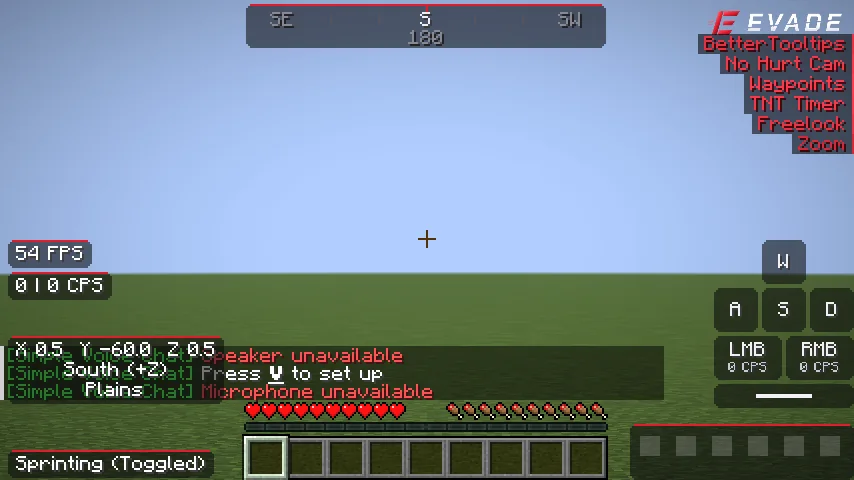 SE S SW
180
EVADE
Better Tooltips
No Hurt Cam
Waypoints
TNT Timer
Freelook
Zoom
54 FPS
0 | 0 CPS
W
A S D
LMB RMB
0 CPS 0 CPS
X 0.5 Y -60.0 Z 0.5
South (+Z)
Plains
[Simple Voice Chat] Speaker unavailable
[Simple Voice Chat] Press V to set up
[Simple Voice Chat] Microphone unavailable
Sprinting (Toggled)